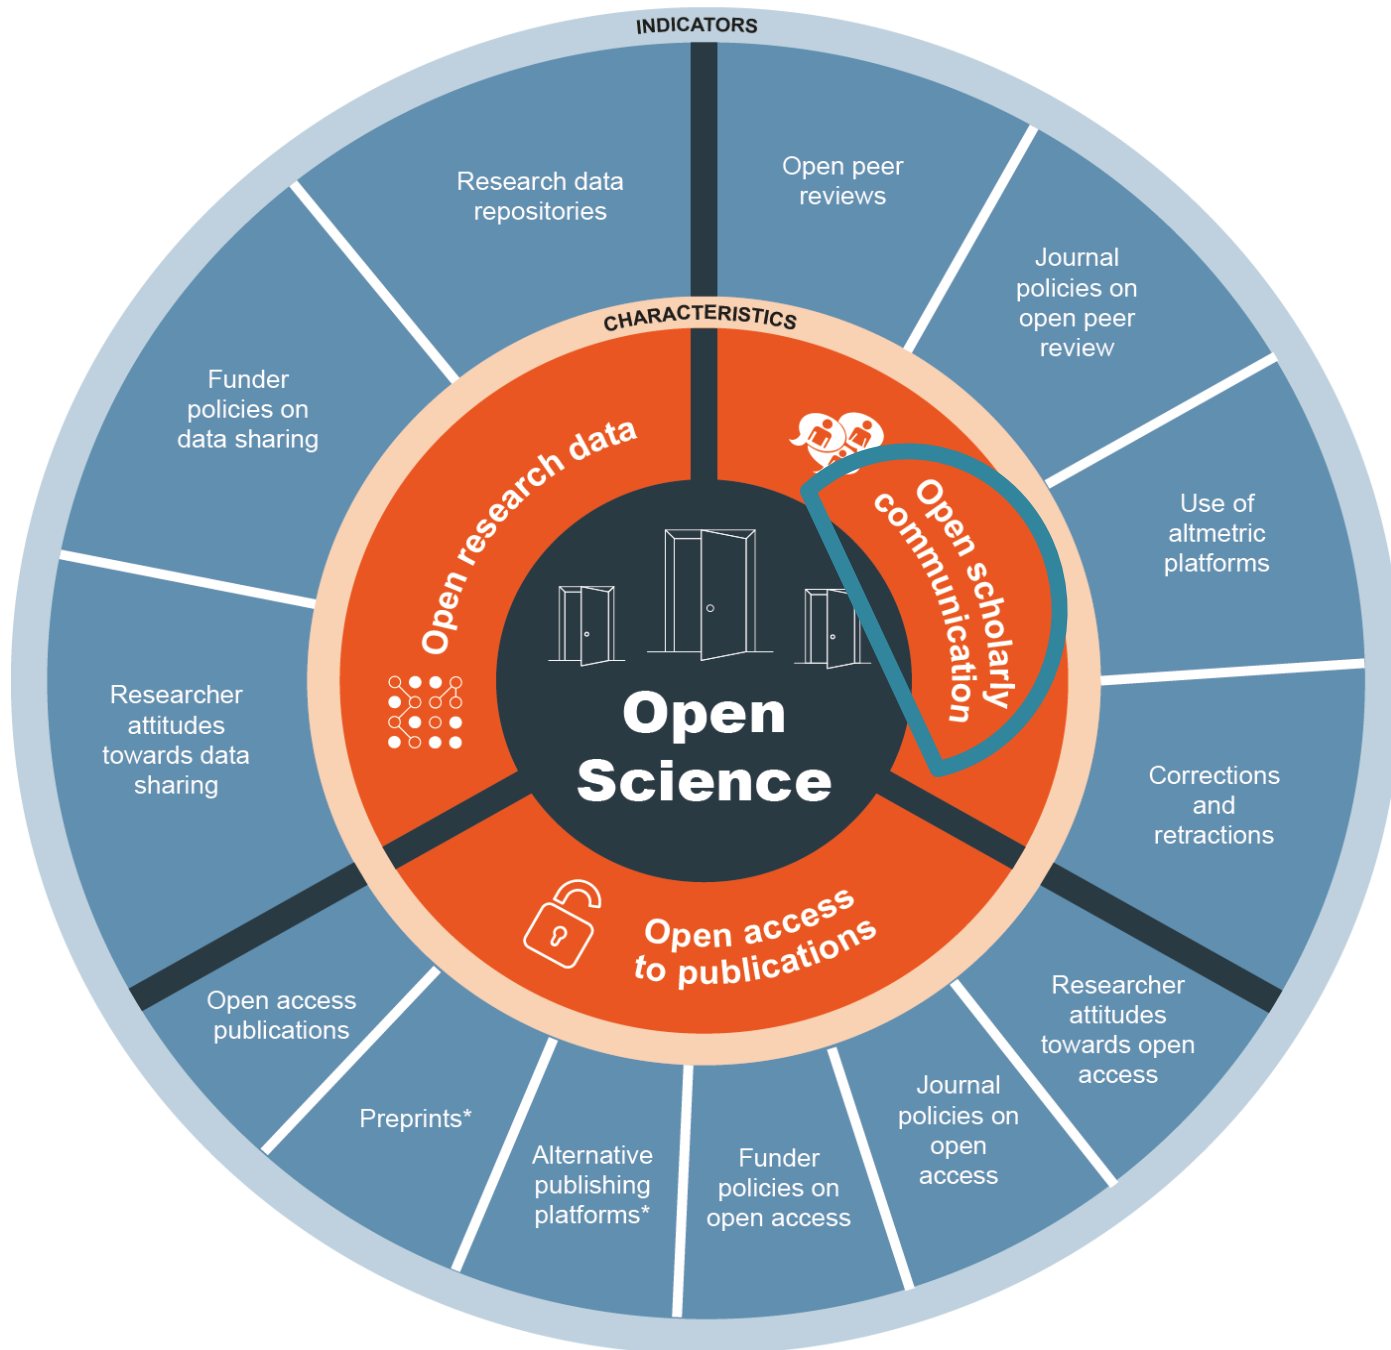 INDICATORS
Open peer
reviews
Journal
policies on
open peer
review
Use of
altmetric
platforms
Corrections
and
retractions
Researcher
attitudes
towards open
access
Journal
policies on
open
access
Funder
policies on
open access
Alternative
publishing
platforms*
Preprints*
Open access
publications
Researcher
attitudes
towards data
sharing
Funder
policies on
data sharing
Research data
repositories
CHARACTERISTICS
Open research data
Open scholarly
communication
Open access
to publications
Open
Science